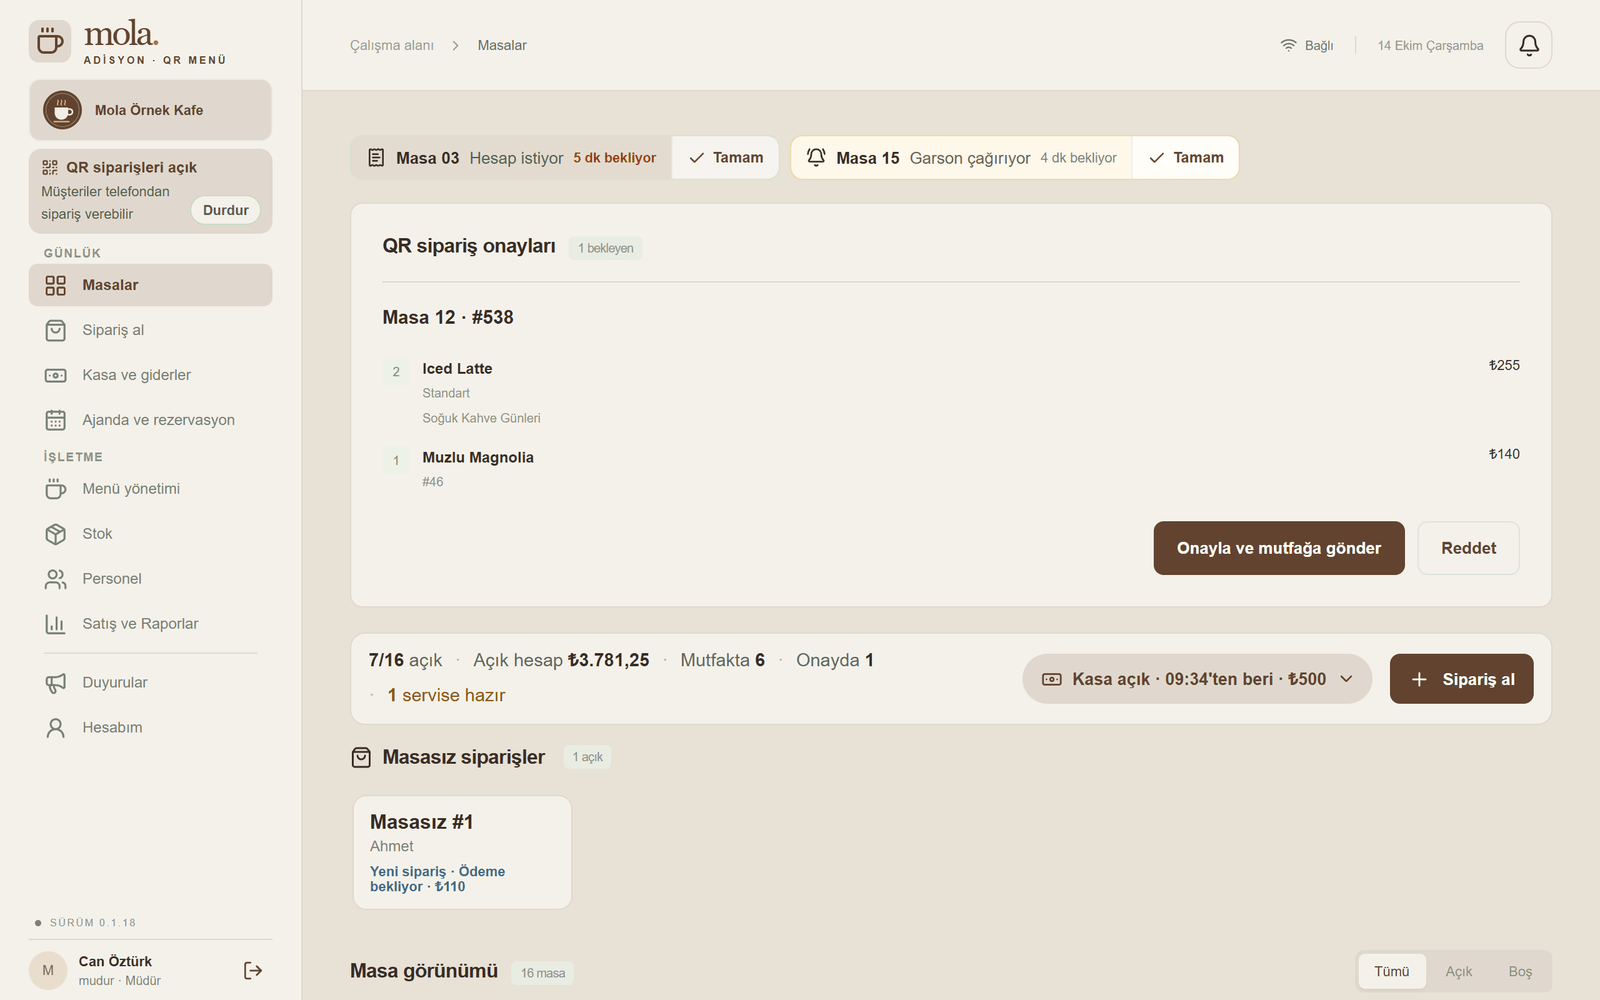 mola.
ADİSYON · QR MENÜ
Mola Örnek Kafe
QR siparişleri açık
Müşteriler telefondan
sipariş verebilir
Durdur
GÜNLÜK
Masalar
Sipariş al
Kasa ve giderler
Ajanda ve rezervasyon
İŞLETME
Menü yönetimi
Stok
Personel
Satış ve Raporlar
Duyurular
Hesabım
SÜRÜM 0.1.18
M
Can Öztürk
mudur · Müdür
Çalışma alanı > Masalar
Bağlı
14 Ekim Çarşamba
Masa 03 Hesap istiyor 5 dk bekliyor Tamam
Masa 15 Garson çağırıyor 4 dk bekliyor Tamam
QR sipariş onayları 1 bekleyen
Masa 12 · #538
2 Iced Latte ₺255
Standart
Soğuk Kahve Günleri
1 Muzlu Magnolia ₺140
#46
Onayla ve mutfağa gönder
Reddet
7/16 açık · Açık hesap ₺3.781,25 · Mutfakta 6 · Onayda 1
· 1 servise hazır
Kasa açık · 09:34'ten beri · ₺500
Sipariş al
Masasız siparişler 1 açık
Masasız #1
Ahmet
Yeni sipariş · Ödeme
bekliyor · ₺110
Masa görünümü 16 masa
Tümü Açık Boş